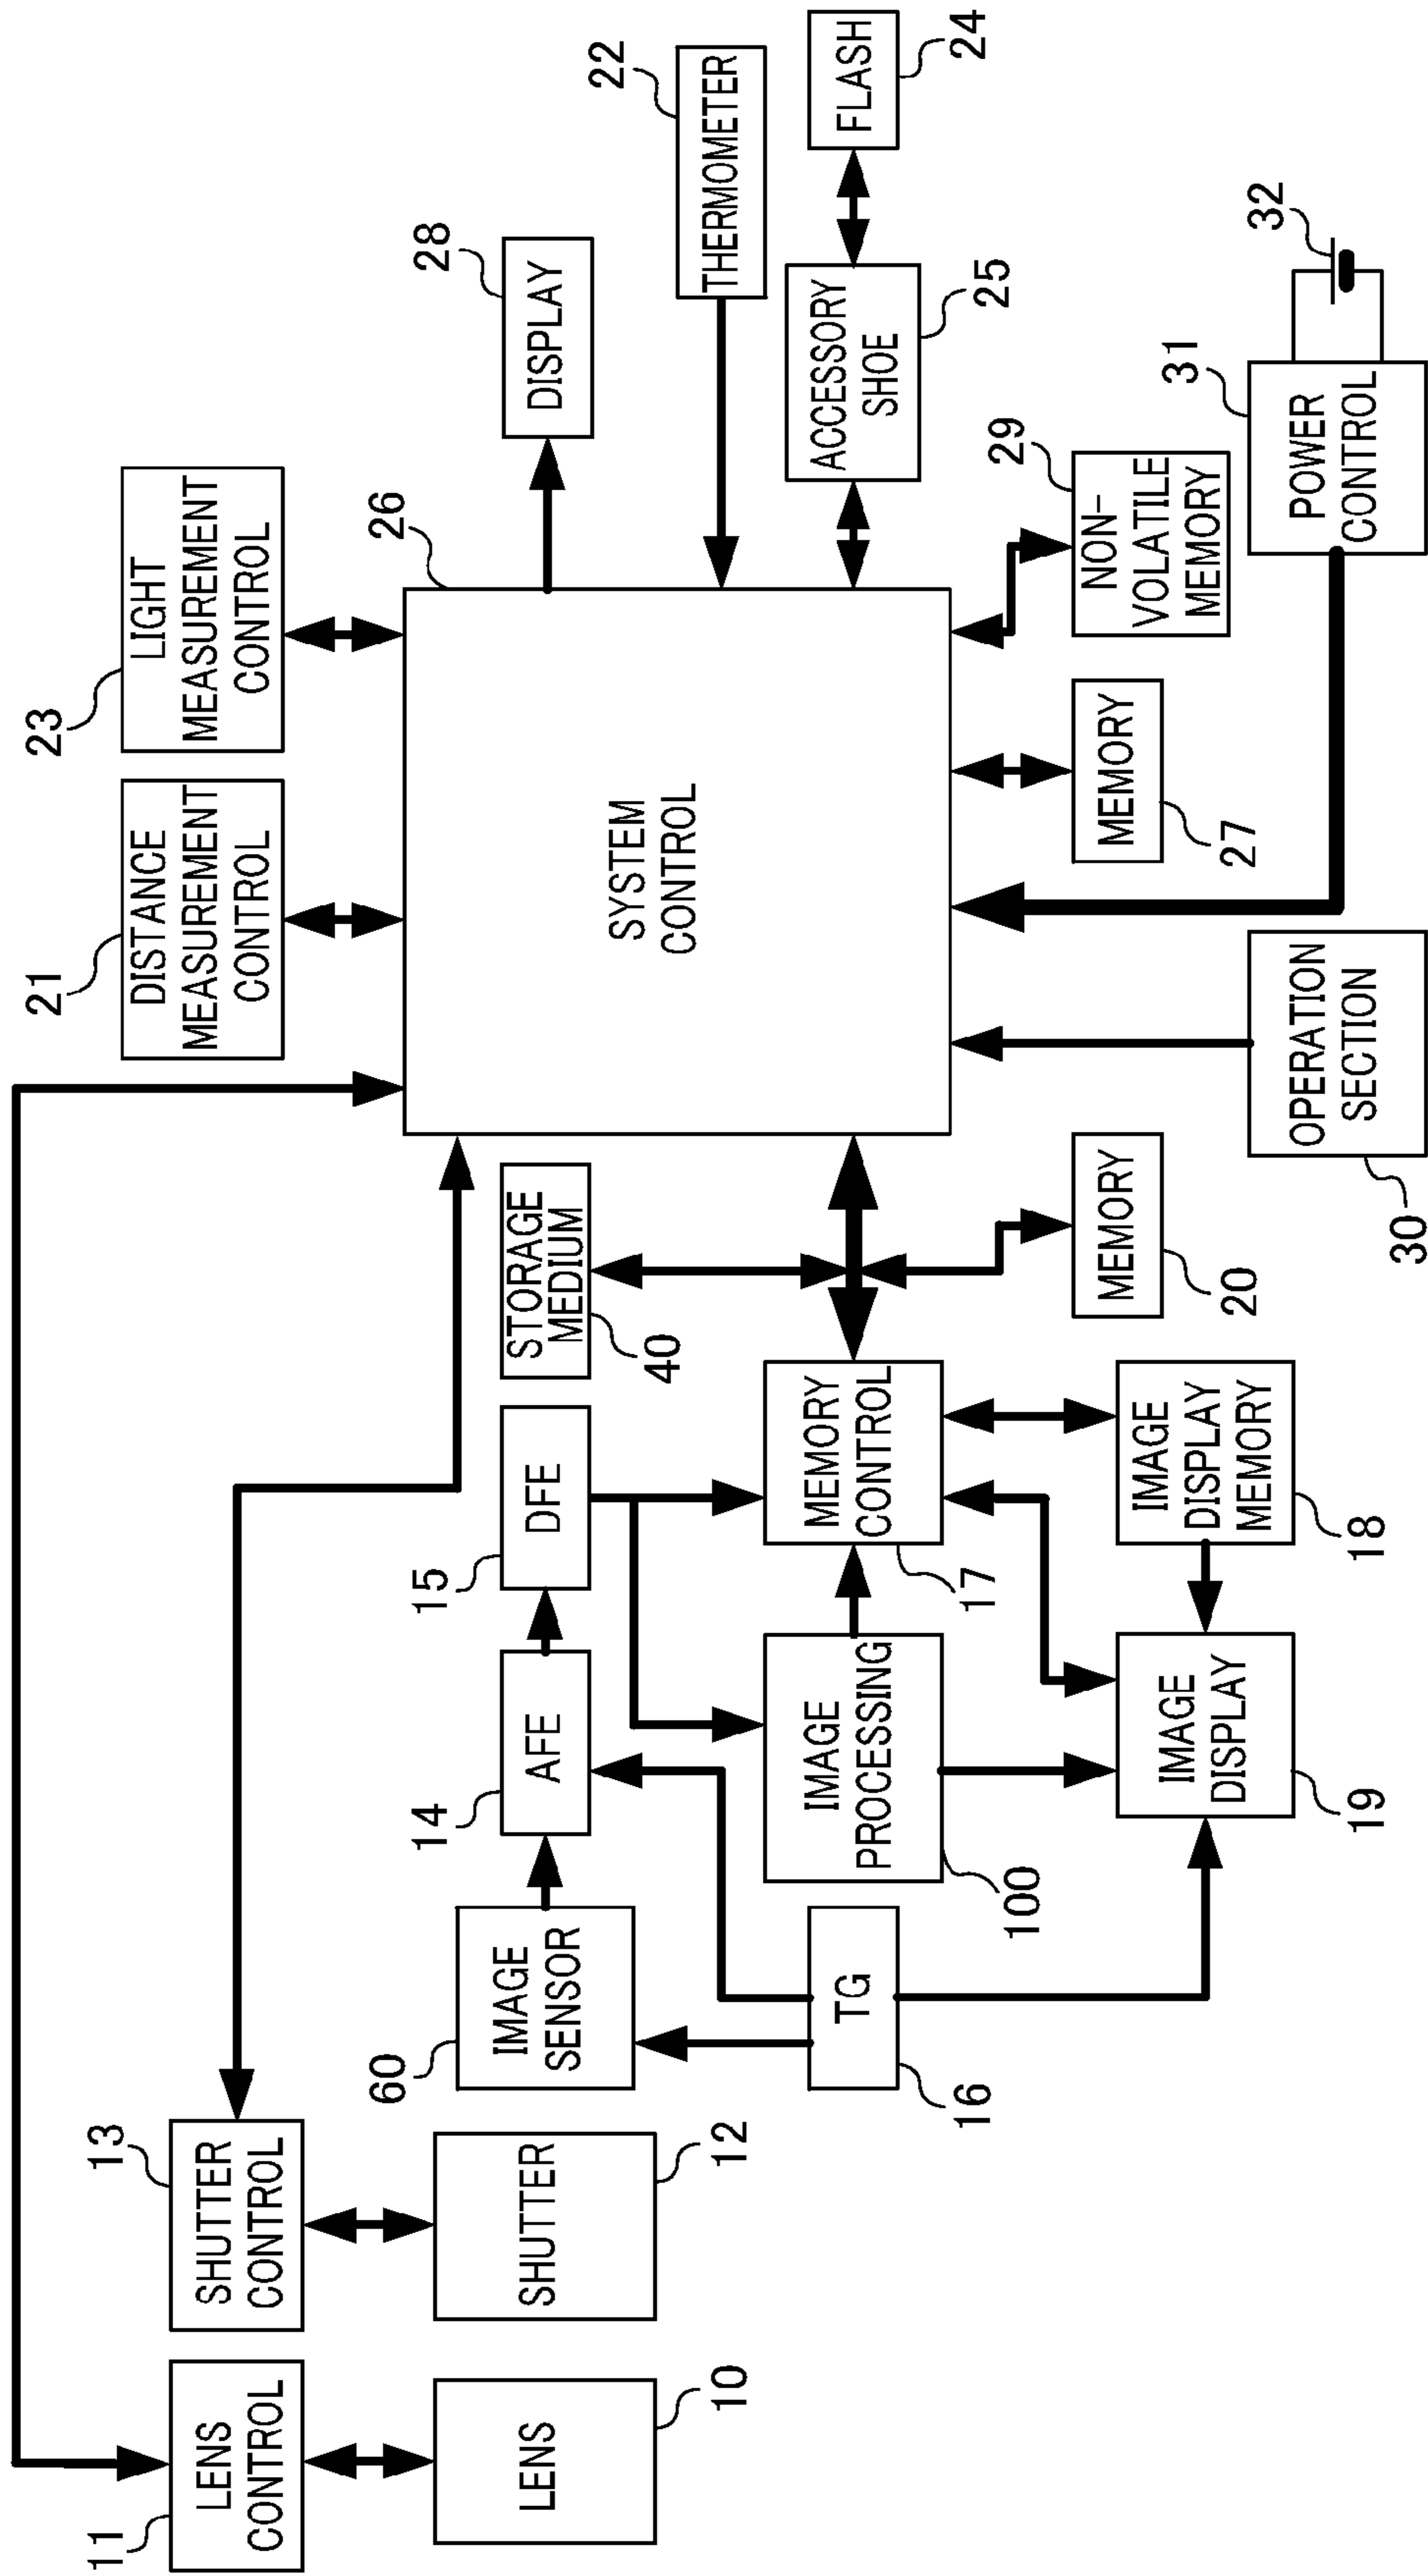 11
LENS
CONTROL
LENS
10
13
SHUTTER
CONTROL
SHUTTER
12
60
IMAGE
SENSOR
TG
16
14
AFE
15
DFE
IMAGE
PROCESSING
100
MEMORY
CONTROL
17
IMAGE
DISPLAY
19
IMAGE
DISPLAY
MEMORY
18
STORAGE
MEDIUM
40
MEMORY
20
21
DISTANCE
MEASUREMENT
CONTROL
23
LIGHT
MEASUREMENT
CONTROL
26
SYSTEM
CONTROL
28
DISPLAY
22
THERMOMETER
FLASH
24
ACCESSORY
SHOE
25
29
NON-
VOLATILE
MEMORY
MEMORY
27
OPERATION
SECTION
30
31
POWER
CONTROL
32